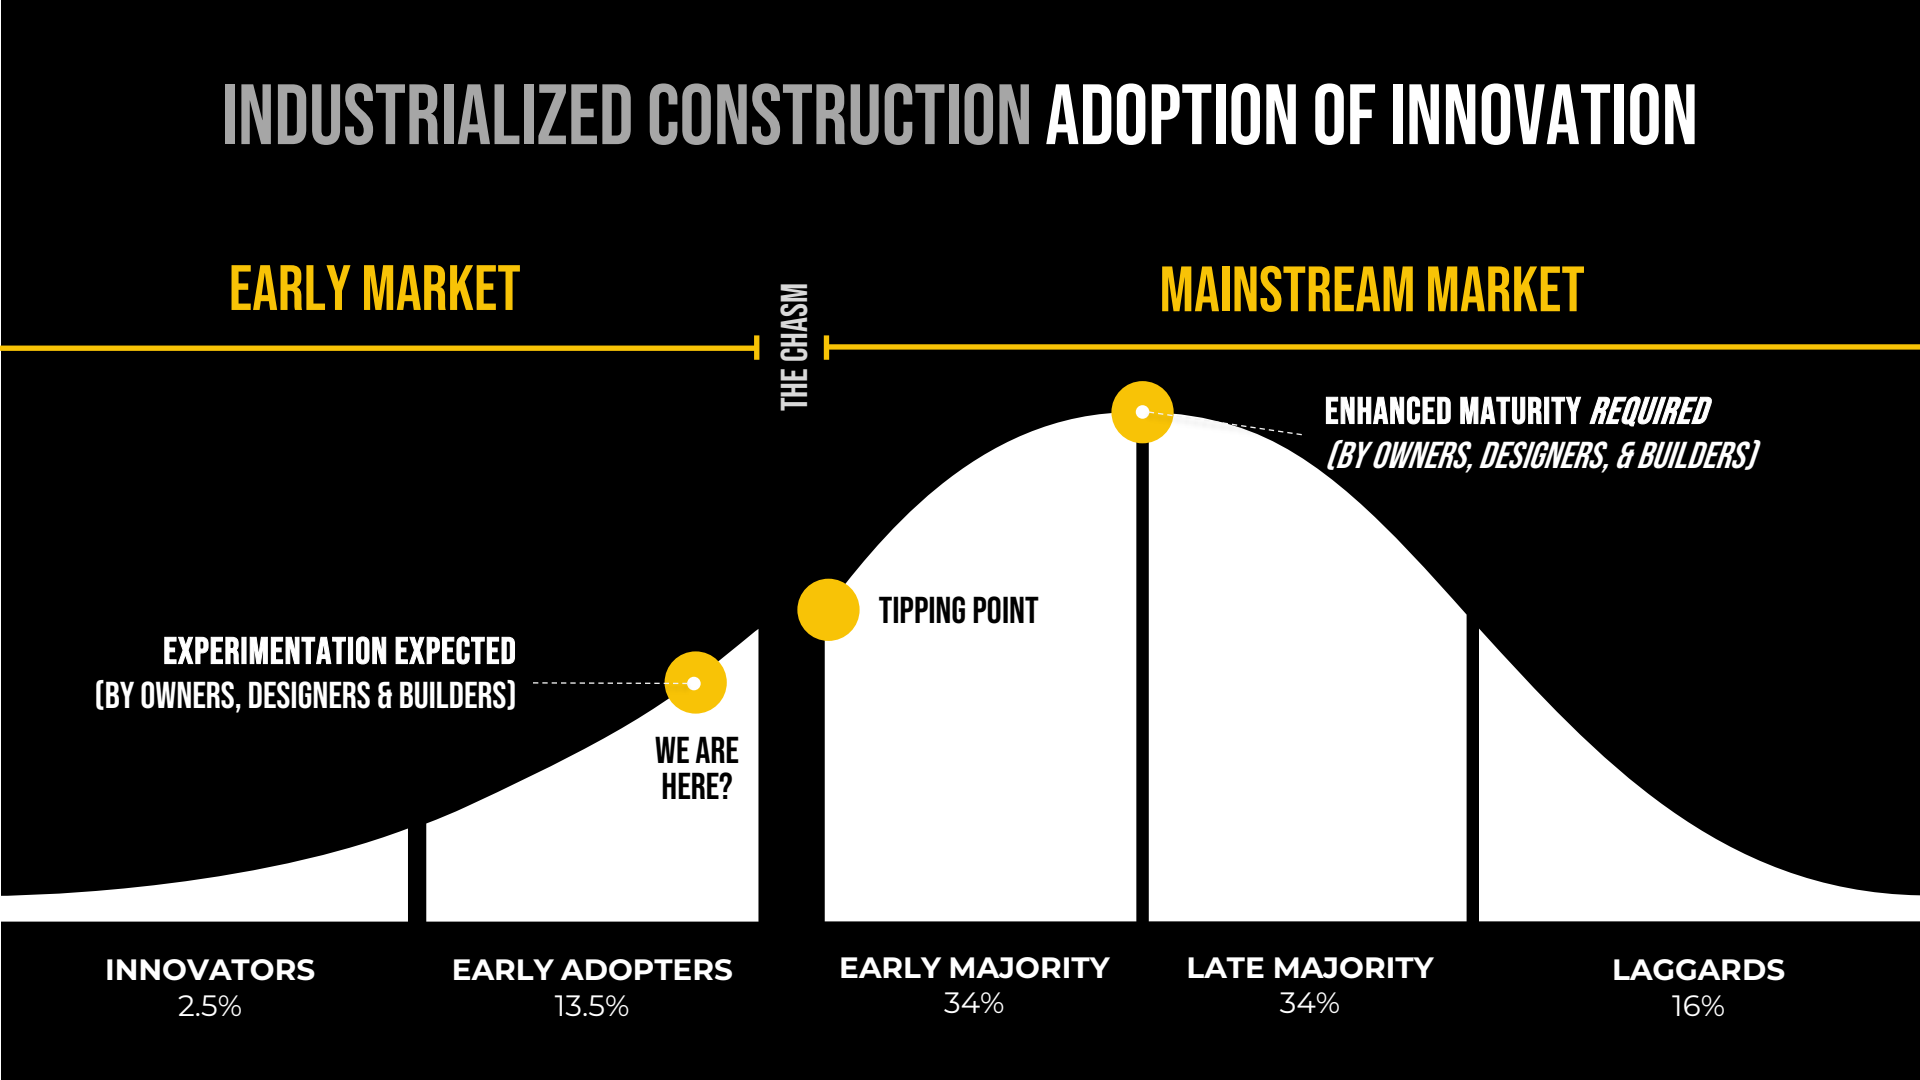 INDUSTRIALIZED CONSTRUCTION ADOPTION OF INNOVATION
EARLY MARKET
THE CHASM
MAINSTREAM MARKET
ENHANCED MATURITY REQUIRED
(BY OWNERS, DESIGNERS, & BUILDERS)
TIPPING POINT
EXPERIMENTATION EXPECTED
(BY OWNERS, DESIGNERS & BUILDERS)
WE ARE
HERE?
INNOVATORS
2.5%
EARLY ADOPTERS
13.5%
EARLY MAJORITY
34%
LATE MAJORITY
34%
LAGGARDS
16%